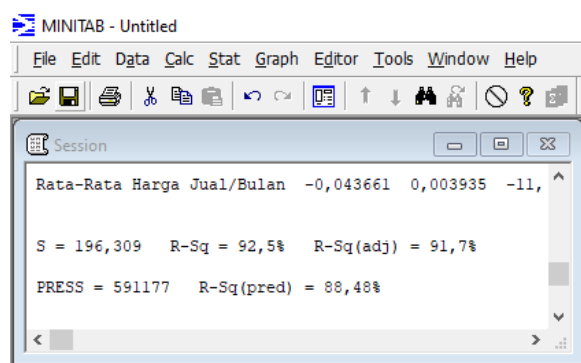 MINITAB - Untitled
File Edit Data Calc Stat Graph Editor Tools Window Help
Session
Rata-Rata Harga Jual/Bulan -0,043661 0,003935 -11,
S = 196,309 R-Sq = 92,5% R-Sq(adj) = 91,7%
PRESS = 591177 R-Sq(pred) = 88,48%